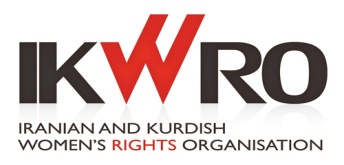 IKWRO
IRANIAN AND KURDISH
WOMEN'S RIGHTS ORGANISATION